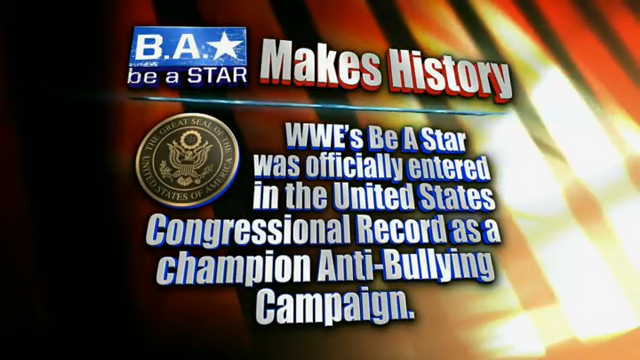 B.A.★
be a STAR
Makes History
THE GREAT SEAL OF THE UNITED STATES OF AMERICA
WWE's Be A Star
was officially entered
in the United States
Congressional Record as a
champion Anti-Bullying
Campaign.